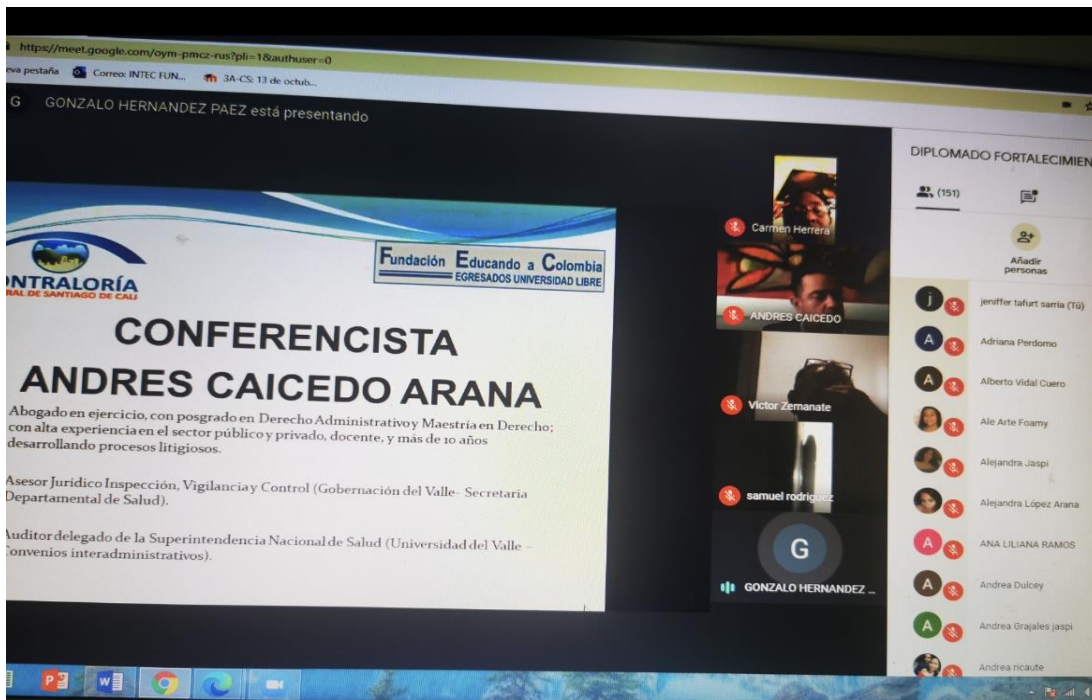 https://meet.google.com/oym-pmcz-rus?pli=1&authuser=0
eva pestaña
Correo: INTEC FUN...
3A-CS: 13 de octub...
G GONZALO HERNANDEZ PAEZ está presentando
NTRALORÍA
RAL DE SANTIAGO DE CALI
Fundación Educando a Colombia
EGRESADOS UNIVERSIDAD LIBRE
CONFERENCISTA
ANDRES CAICEDO ARANA
Abogado en ejercicio, con posgrado en Derecho Administrativo y Maestría en Derecho;
con alta experiencia en el sector público y privado, docente, y más de 10 años
desarrollando procesos litigiosos.
Asesor Jurídico Inspección, Vigilancia y Control (Gobernación del Valle- Secretaria
Departamental de Salud).
Auditor delegado de la Superintendencia Nacional de Salud (Universidad del Valle –
Convenios interadministrativos).
Carmen Herrera
ANDRES CAICEDO
Victor Zemanate
samuel rodriguez
G
GONZALO HERNANDEZ ...
DIPLOMADO FORTALECIMIEN
(151)
Añadir
personas
j jeniffer tafurt sarria (Tú)
A Adriana Perdomo
A Alberto Vidal Cuero
Ale Arte Foamy
Alejandra Jaspi
Alejandra López Arana
A ANA LILIANA RAMOS
A Andrea Dulcey
A Andrea Grajales jaspi
Andrea ricaute